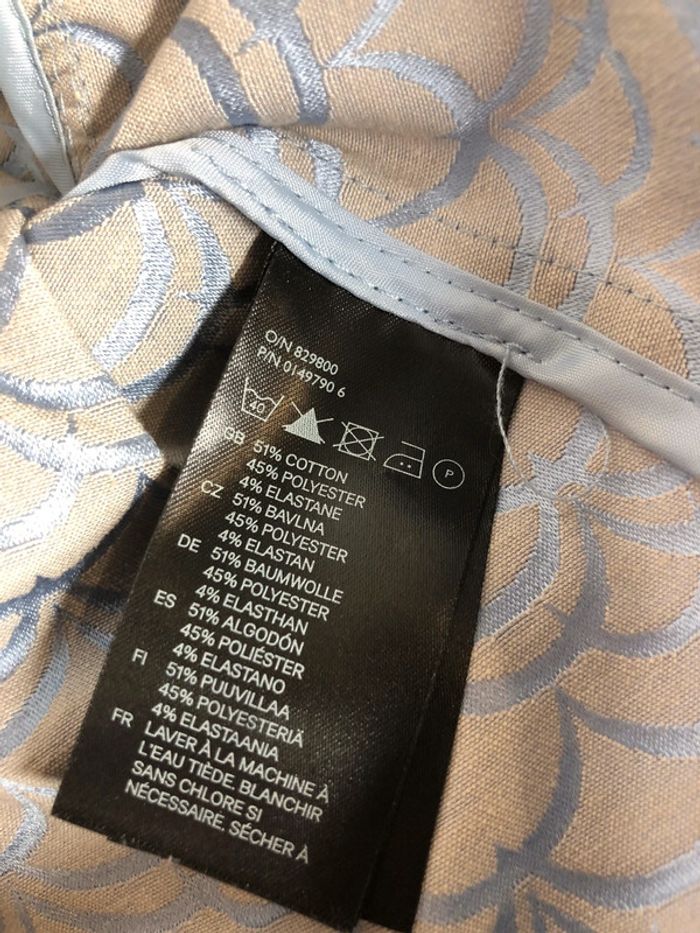 O/N 829800
P/N 0149790 6
40 P
GB 51% COTTON
45% POLYESTER
4% ELASTANE
CZ 51% BAVLNA
45% POLYESTER
4% ELASTAN
DE 51% BAUMWOLLE
45% POLYESTER
4% ELASTHAN
ES 51% ALGODÓN
45% POLIÉSTER
4% ELASTANO
FI 51% PUUVILLAA
45% POLYESTERIÄ
4% ELASTAANIA
FR LAVER À LA MACHINE À
L'EAU TIÈDE. BLANCHIR
SANS CHLORE SI
NÉCESSAIRE. SÉCHER À